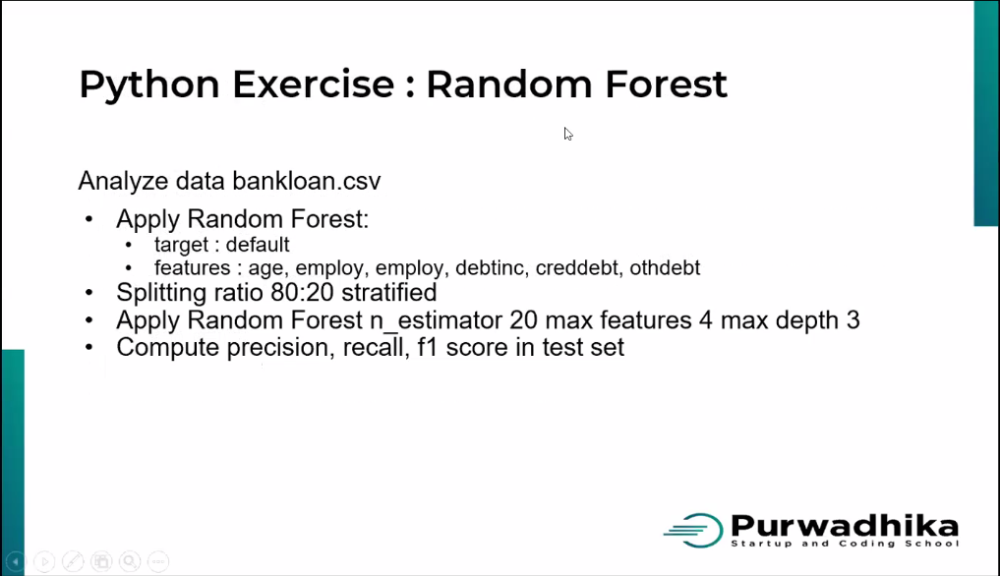 Python Exercise : Random Forest
Analyze data bankloan.csv
• Apply Random Forest:
• target : default
• features : age, employ, employ, debtinc, creddebt, othdebt
• Splitting ratio 80:20 stratified
• Apply Random Forest n_estimator 20 max features 4 max depth 3
• Compute precision, recall, f1 score in test set
Purwadhika
Startup and Coding School